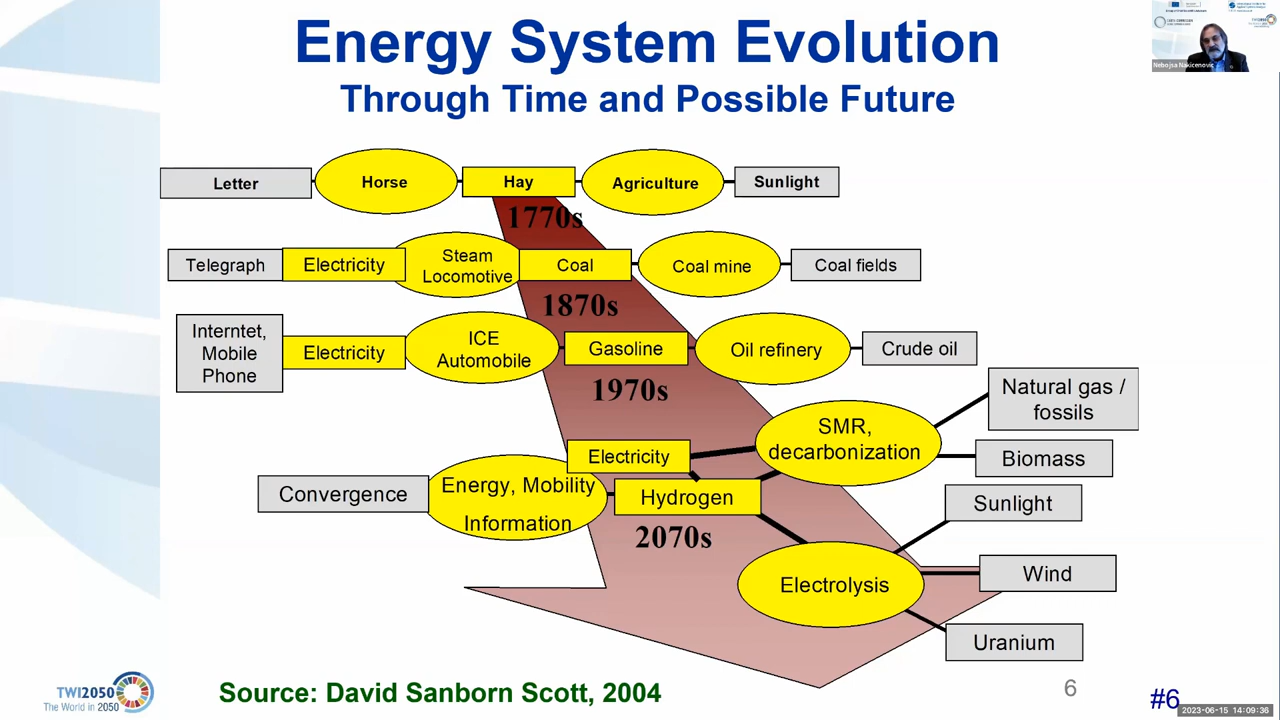 Energy System Evolution
Through Time and Possible Future
Nebojsa Nakicenovic
Letter
Horse
Hay
Agriculture
Sunlight
1770s
Telegraph
Electricity
Steam
Locomotive
Coal
Coal mine
Coal fields
1870s
Interntet,
Mobile
Phone
Electricity
ICE
Automobile
Gasoline
Oil refinery
Crude oil
1970s
Natural gas /
fossils
SMR,
decarbonization
Electricity
Biomass
Convergence
Energy, Mobility
Information
Hydrogen
Sunlight
2070s
Electrolysis
Wind
Uranium
TWI2050
The World in 2050
Source: David Sanborn Scott, 2004
6
#6
2023-06-15 14:09:36